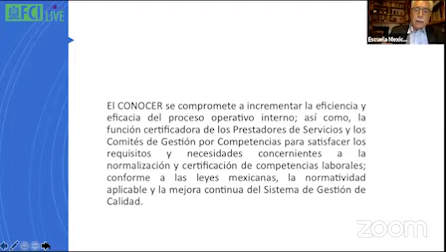 FCI LIVE
Escuela Mexic...
El CONOCER se compromete a incrementar la eficiencia y
eficacia del proceso operativo interno; así como, la
función certificadora de los Prestadores de Servicios y los
Comités de Gestión por Competencias para satisfacer los
requisitos y necesidades concernientes a la
normalización y certificación de competencias laborales;
conforme a las leyes mexicanas, la normatividad
aplicable y la mejora continua del Sistema de Gestión de
Calidad.
zoom